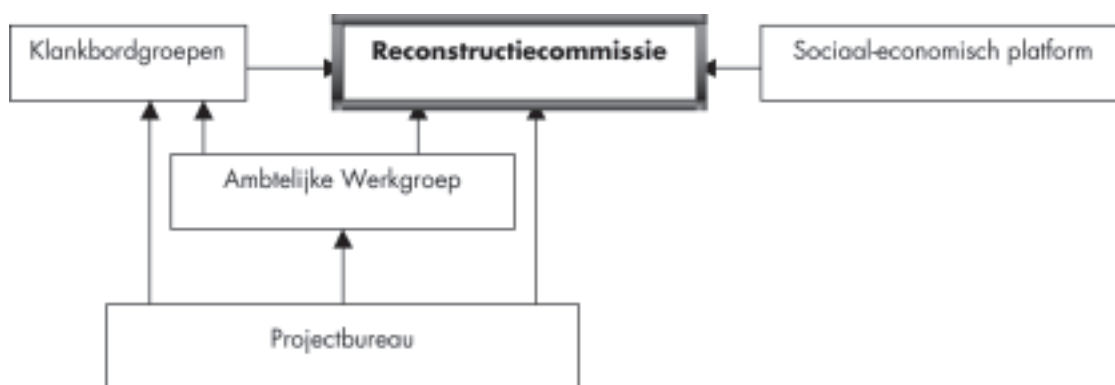 Klankbordgroepen
Reconstructiecommissie
Sociaal-economisch platform
Ambtelijke Werkgroep
Projectbureau